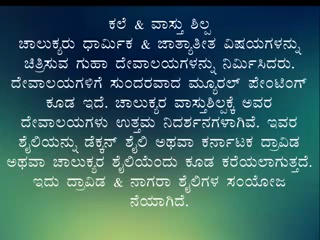 ಕಲೆ & ವಾಸ್ತು ಶಿಲ್ಪ
ಚಾಲುಕ್ಯರು ಧಾರ್ಮಿಕ & ಜಾತ್ಯಾತೀತ ವಿಷಯಗಳನ್ನು
ಚಿತ್ರಿಸುವ ಗುಹಾ ದೇವಾಲಯಗಳನ್ನು ನಿರ್ಮಿಸಿದರು.
ದೇವಾಲಯಗಳಿಗೆ ಸುಂದರವಾದ ಮ್ಯೂರಲ್ ಪೇಂಟಿಂಗ್
ಕೂಡ ಇದೆ. ಚಾಲುಕ್ಯರ ವಾಸ್ತುಶಿಲ್ಪಕ್ಕೆ ಅವರ
ದೇವಾಲಯಗಳು ಉತ್ತಮ ನಿದರ್ಶನಗಳಾಗಿವೆ. ಇವರ
ಶೈಲಿಯನ್ನು ಡೆಕ್ಕನ್ ಶೈಲಿ ಅಥವಾ ಕರ್ನಾಟಕ ದ್ರಾವಿಡ
ಅಥವಾ ಚಾಲುಕ್ಯರ ಶೈಲಿಯೆಂದು ಕೂಡ ಕರೆಯಲಾಗುತ್ತದೆ.
ಇದು ದ್ರಾವಿಡ & ನಾಗರಾ ಶೈಲಿಗಳ ಸಂಯೋಜ
ನೆಯಾಗಿದೆ.